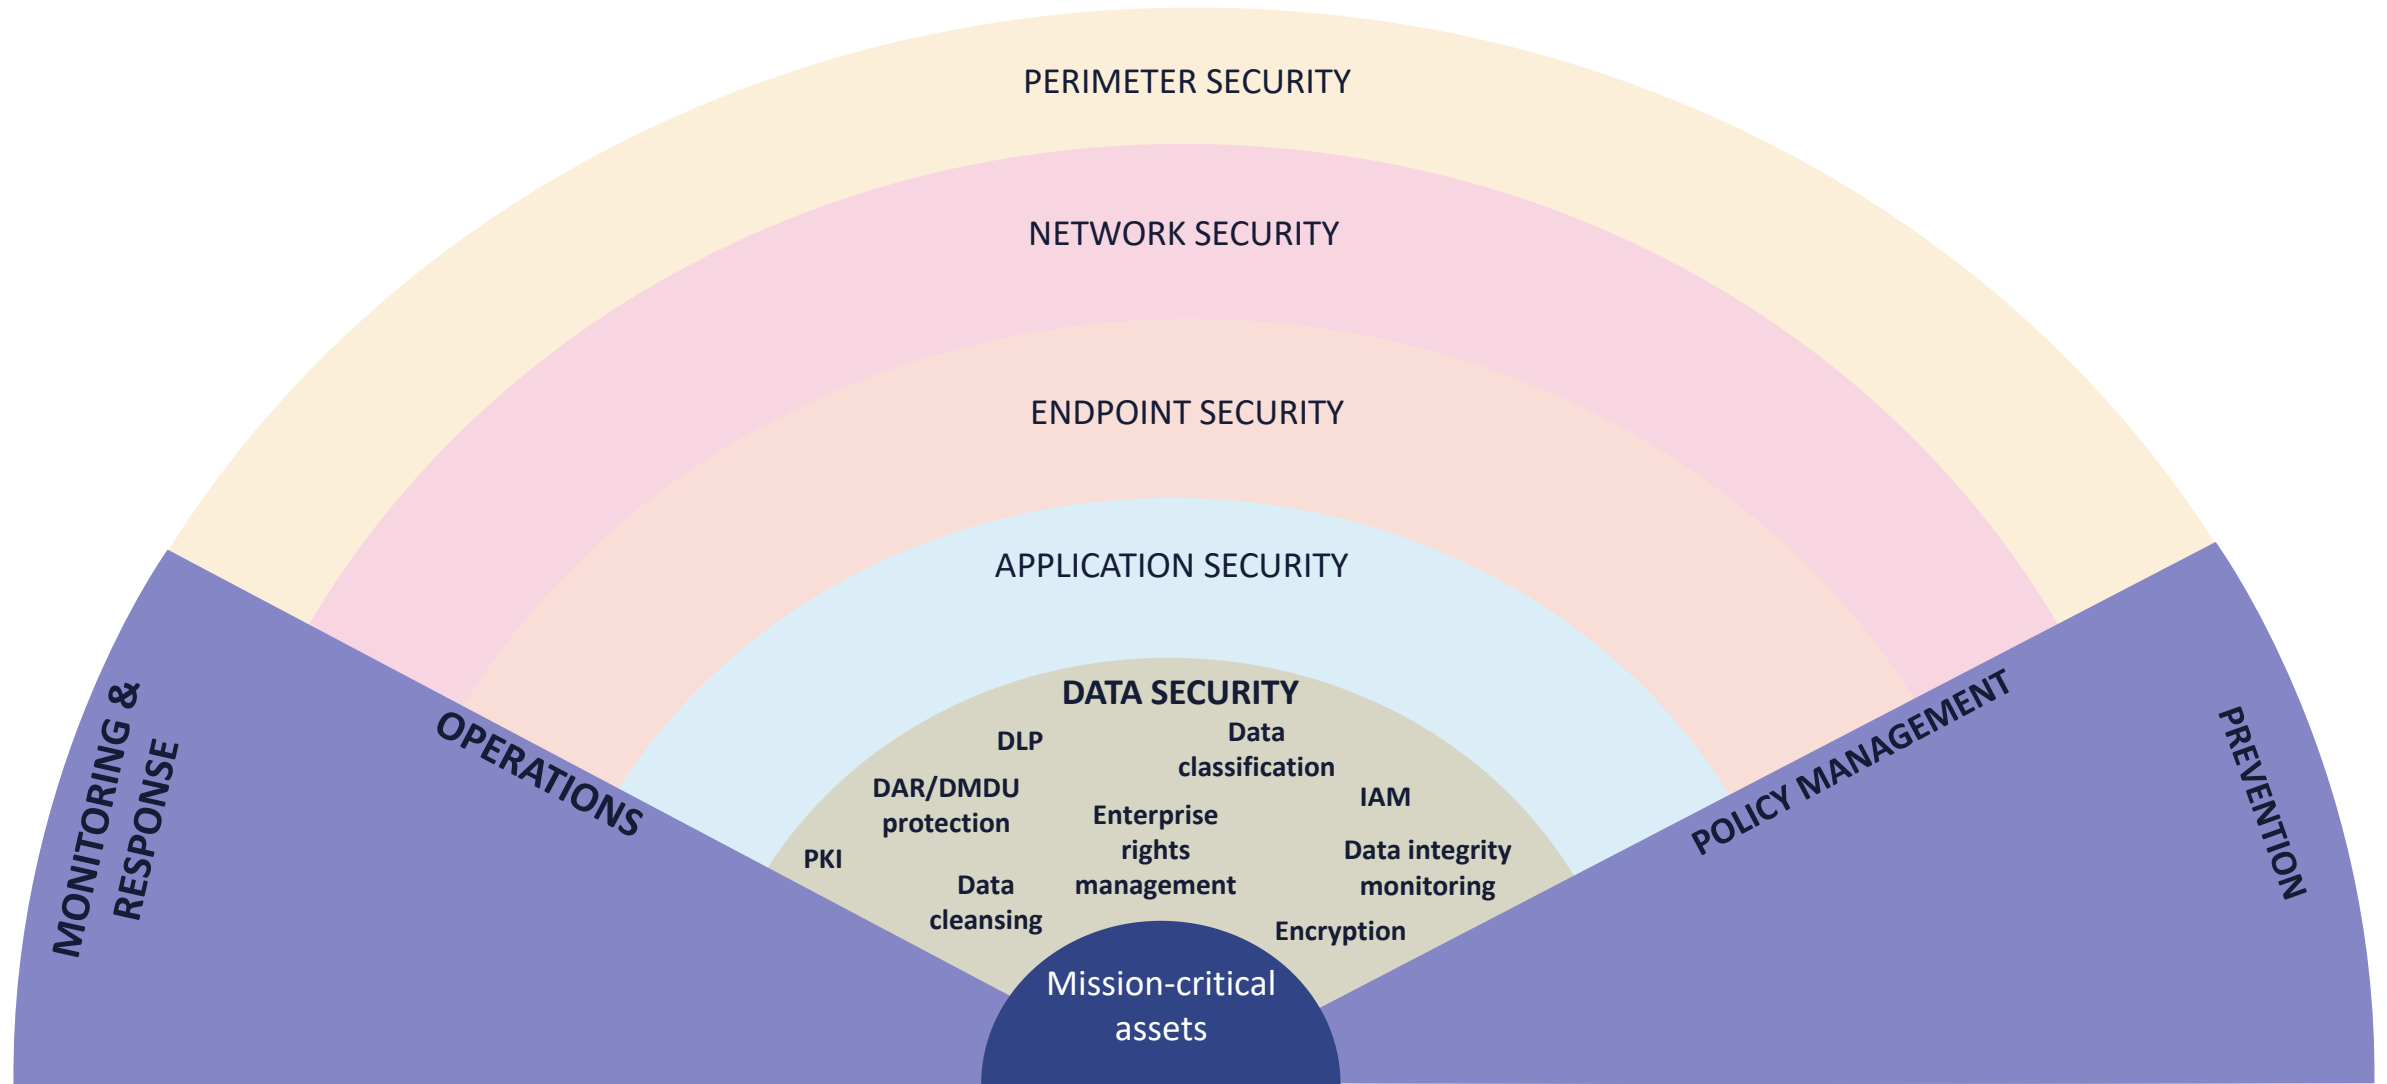 PERIMETER SECURITY
NETWORK SECURITY
ENDPOINT SECURITY
APPLICATION SECURITY
DATA SECURITY
DLP
Data
classification
DAR/DMDU
protection
IAM
Enterprise
rights
management
PKI
Data integrity
monitoring
Data
cleansing
Encryption
Mission-critical
assets
MONITORING &
RESPONSE
OPERATIONS
POLICY MANAGEMENT
PREVENTION